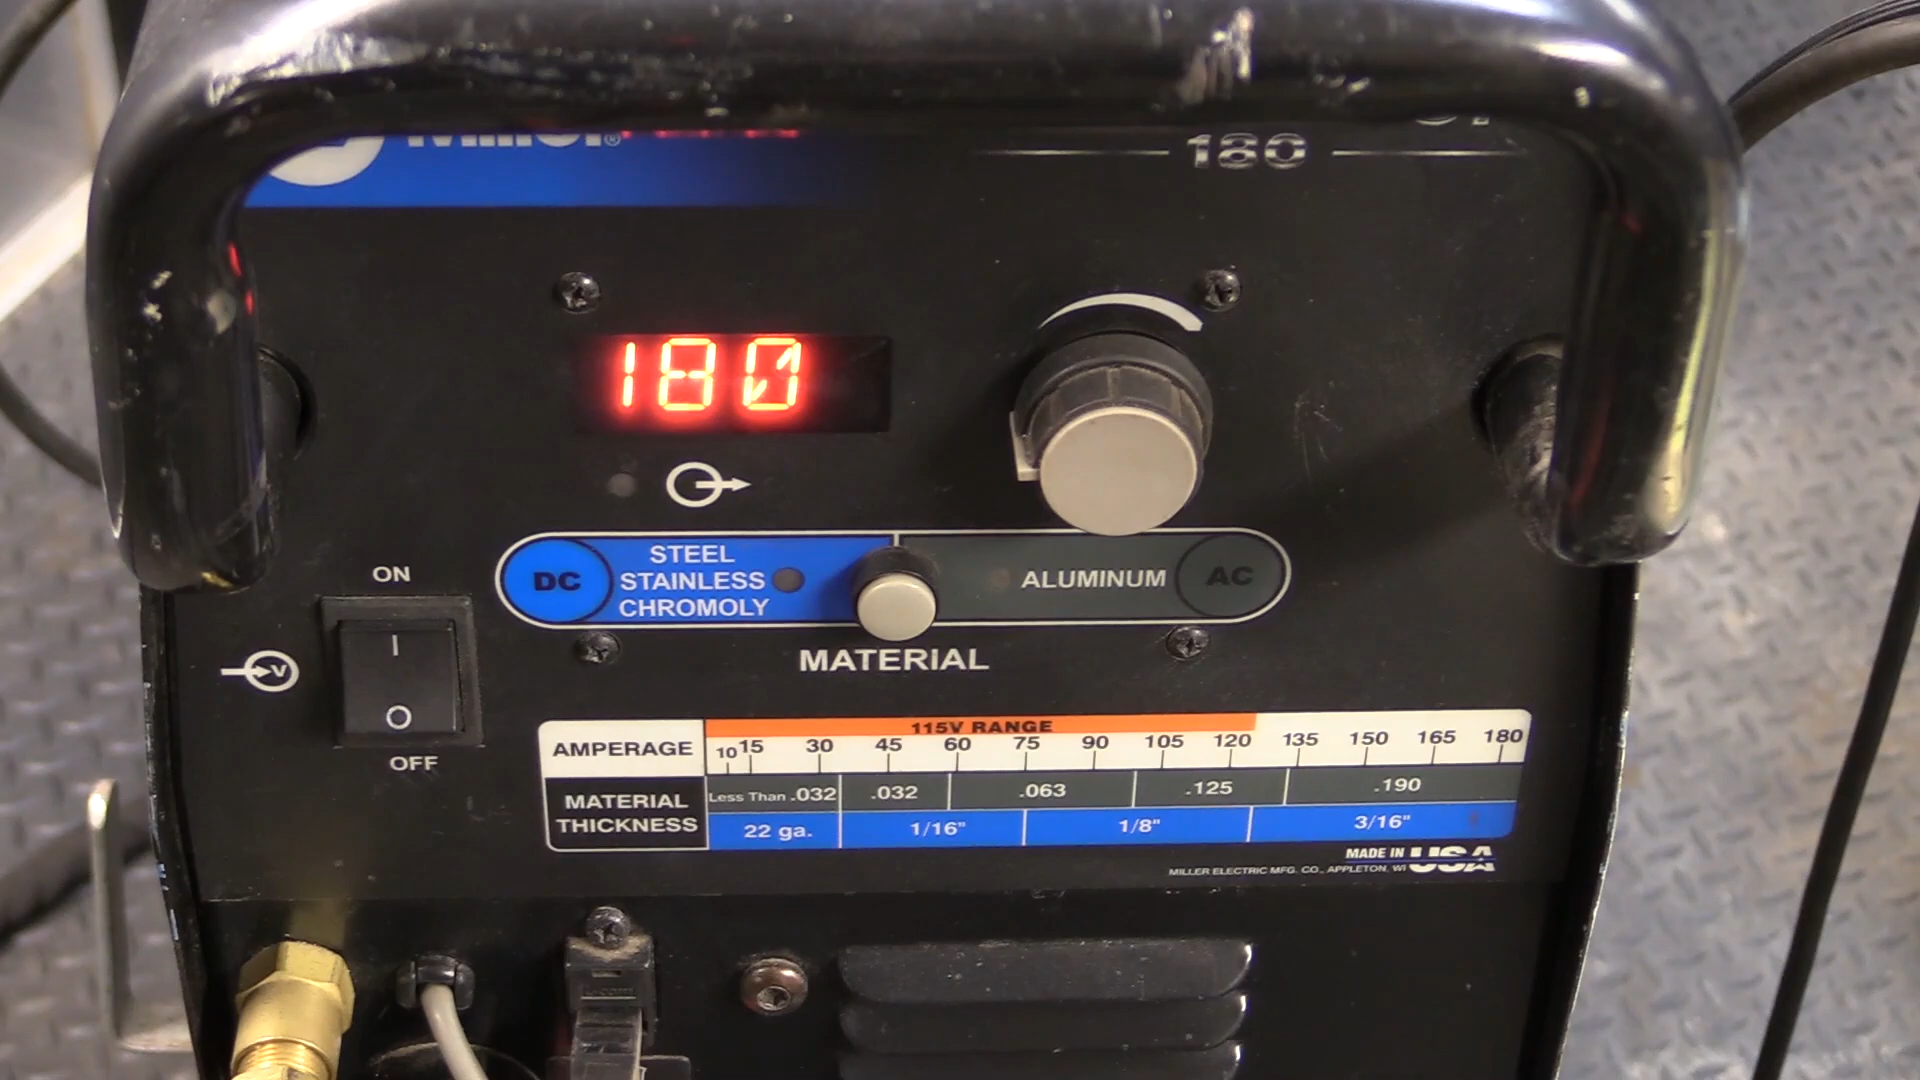 Miller®
180
180
DC
STEEL
STAINLESS
CHROMOLY
ALUMINUM
AC
MATERIAL
ON
I
O
OFF
V
115V RANGE
AMPERAGE
10 15 30 45 60 75 90 105 120 135 150 165 180
MATERIAL
THICKNESS
Less Than .032 .032 .063 .125 .190
22 ga. 1/16" 1/8" 3/16"
MADE IN USA
MILLER ELECTRIC MFG. CO., APPLETON, WI